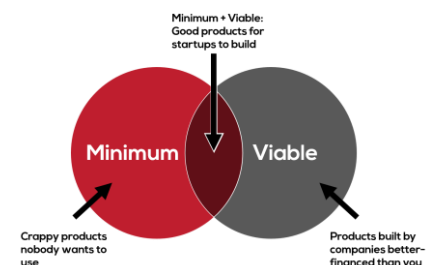 Minimum + Viable:
Good products for
startups to build
Minimum
Viable
Crappy products
nobody wants to
use
Products built by
companies better-
financed than you